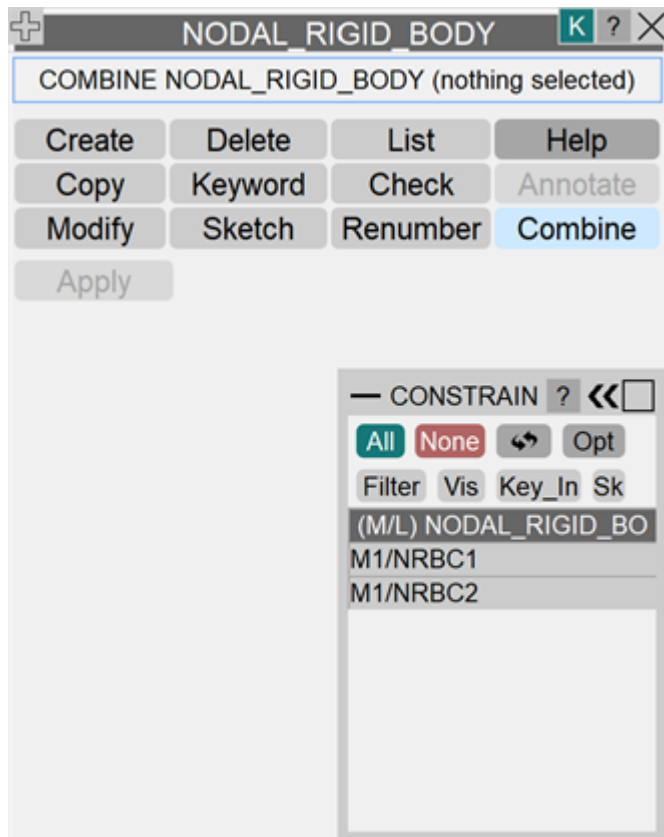 NODAL_RIGID_BODY K ?
COMBINE NODAL_RIGID_BODY (nothing selected)
Create Delete List Help
Copy Keyword Check Annotate
Modify Sketch Renumber Combine
Apply
CONSTRAIN ?
All None Opt
Filter Vis Key_In Sk
(M/L) NODAL_RIGID_BO
M1/NRBC1
M1/NRBC2